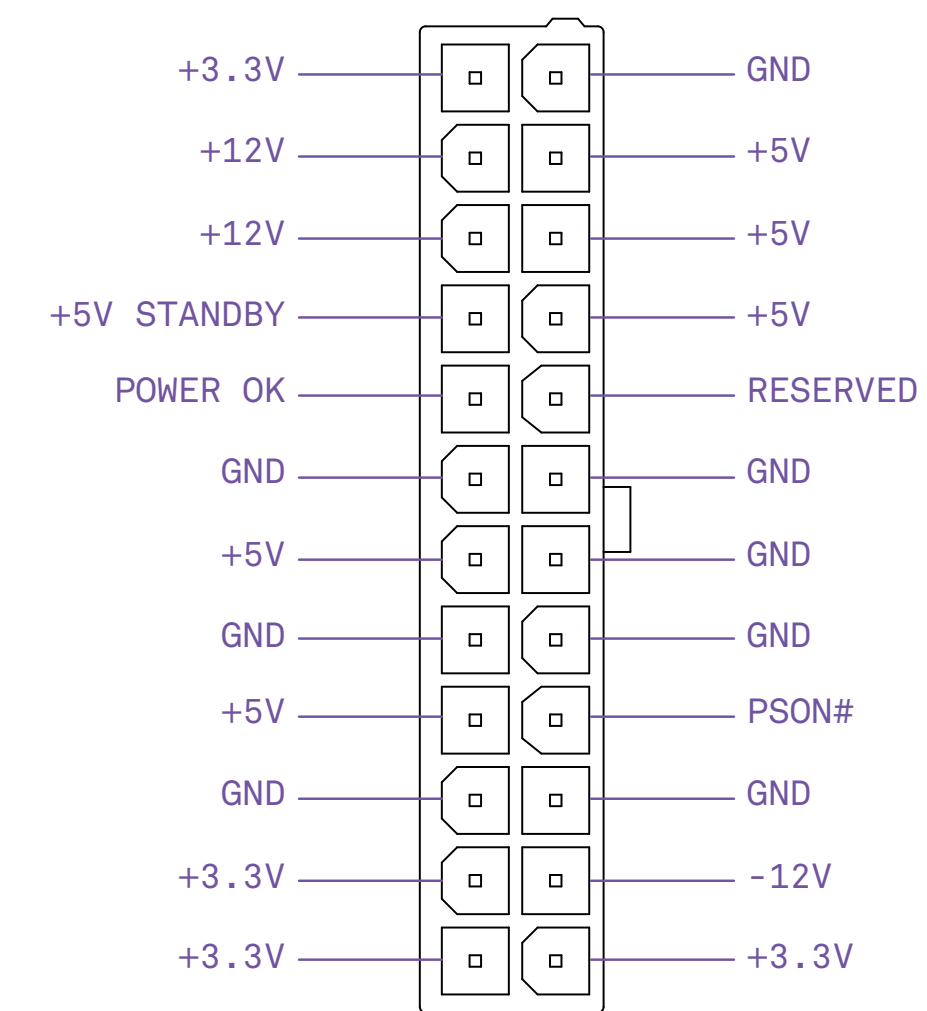 +3.3V GND
+12V +5V
+12V +5V
+5V STANDBY +5V
POWER OK RESERVED
GND GND
+5V GND
GND GND
+5V PSON#
GND GND
+3.3V -12V
+3.3V +3.3V